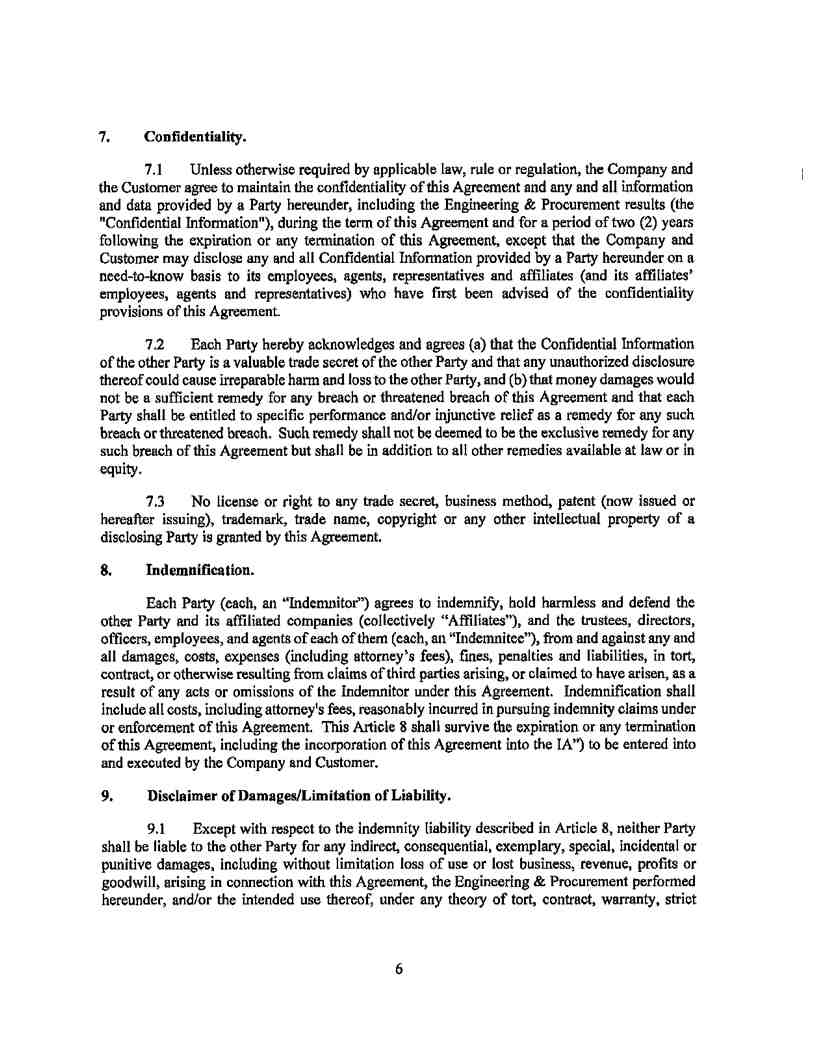 7. Confidentiality.
7.1 Unless otherwise required by applicable law, rule or regulation, the Company and
the Customer agree to maintain the confidentiality of this Agreement and any and all information
and data provided by a Party hereunder, including the Engineering & Procurement results (the
"Confidential Information"), during the term of this Agreement and for a period of two (2) years
following the expiration or any termination of this Agreement, except that the Company and
Customer may disclose any and all Confidential Information provided by a Party hereunder on a
need-to-know basis to its employees, agents, representatives and affiliates (and its affiliates'
employees, agents and representatives) who have first been advised of the confidentiality
provisions of this Agreement.
7.2 Each Party hereby acknowledges and agrees (a) that the Confidential Information
of the other Party is a valuable trade secret of the other Party and that any unauthorized disclosure
thereof could cause irreparable harm and loss to the other Party, and (b) that money damages would
not be a sufficient remedy for any breach or threatened breach of this Agreement and that each
Party shall be entitled to specific performance and/or injunctive relief as a remedy for any such
breach or threatened breach. Such remedy shall not be deemed to be the exclusive remedy for any
such breach of this Agreement but shall be in addition to all other remedies available at law or in
equity.
7.3 No license or right to any trade secret, business method, patent (now issued or
hereafter issuing), trademark, trade name, copyright or any other intellectual property of a
disclosing Party is granted by this Agreement.
8. Indemnification.
Each Party (each, an “Indemnitor”) agrees to indemnify, hold harmless and defend the
other Party and its affiliated companies (collectively “Affiliates”), and the trustees, directors,
officers, employees, and agents of each of them (each, an “Indemnitee”), from and against any and
all damages, costs, expenses (including attorney’s fees), fines, penalties and liabilities, in tort,
contract, or otherwise resulting from claims of third parties arising, or claimed to have arisen, as a
result of any acts or omissions of the Indemnitor under this Agreement. Indemnification shall
include all costs, including attorney's fees, reasonably incurred in pursuing indemnity claims under
or enforcement of this Agreement. This Article 8 shall survive the expiration or any termination
of this Agreement, including the incorporation of this Agreement into the IA”) to be entered into
and executed by the Company and Customer.
9. Disclaimer of Damages/Limitation of Liability.
9.1 Except with respect to the indemnity liability described in Article 8, neither Party
shall be liable to the other Party for any indirect, consequential, exemplary, special, incidental or
punitive damages, including without limitation loss of use or lost business, revenue, profits or
goodwill, arising in connection with this Agreement, the Engineering & Procurement performed
hereunder, and/or the intended use thereof, under any theory of tort, contract, warranty, strict
6